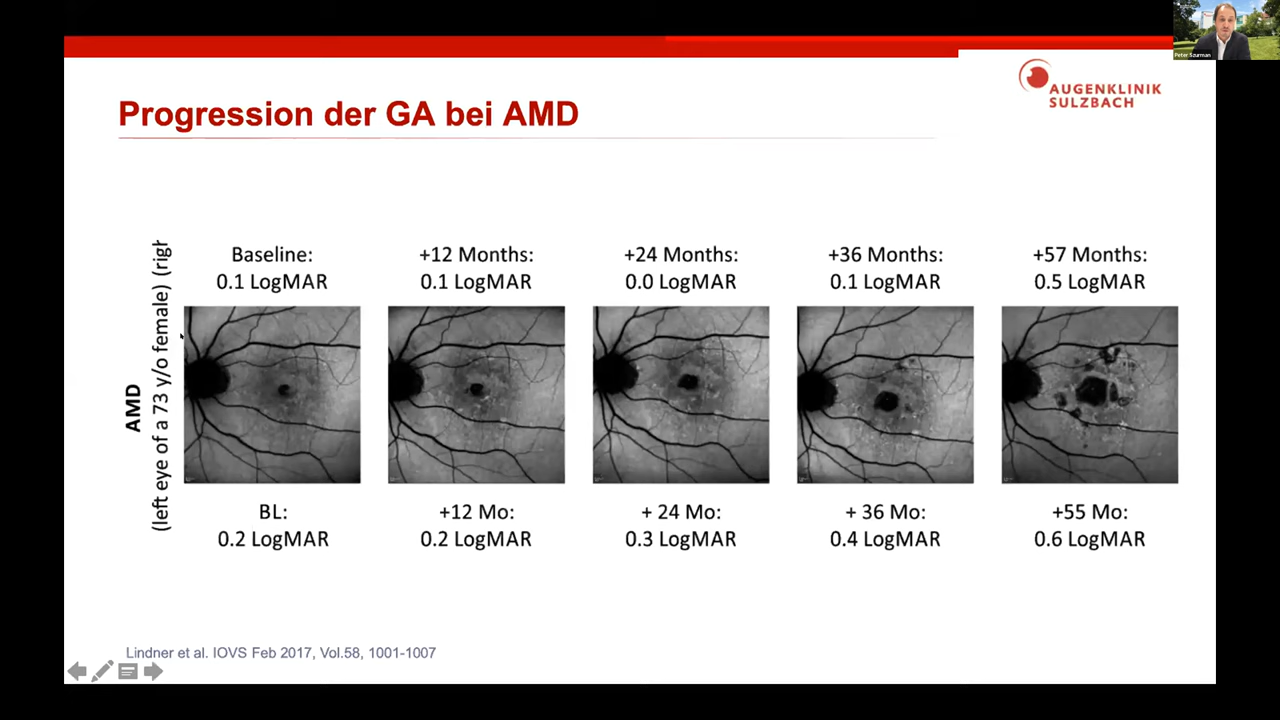 Peter Szurman
AUGENKLINIK
SULZBACH
Progression der GA bei AMD
AMD
(left eye of a 73 y/o female)
Baseline:
0.1 LogMAR
+12 Months:
0.1 LogMAR
+24 Months:
0.0 LogMAR
+36 Months:
0.1 LogMAR
+57 Months:
0.5 LogMAR
BL:
0.2 LogMAR
+12 Mo:
0.2 LogMAR
+ 24 Mo:
0.3 LogMAR
+ 36 Mo:
0.4 LogMAR
+55 Mo:
0.6 LogMAR
Lindner et al. IOVS Feb 2017, Vol.58, 1001-1007